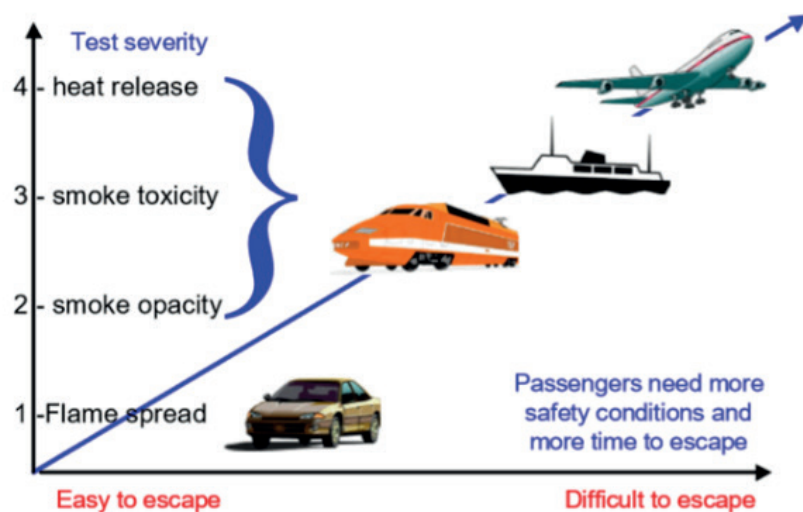 Test severity
4 - heat release
3 - smoke toxicity
2 - smoke opacity
1 -Flame spread
Passengers need more
safety conditions and
more time to escape
Easy to escape
Difficult to escape